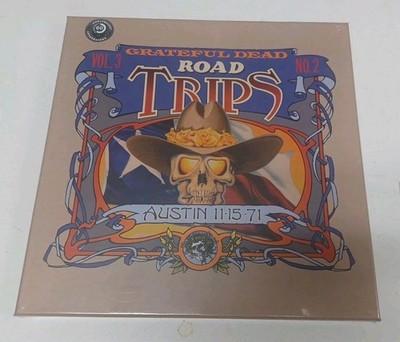 GRATEFUL DEAD
VOL. 3
ROAD
NO. 2
TRIPS
AUSTIN 11·15·71